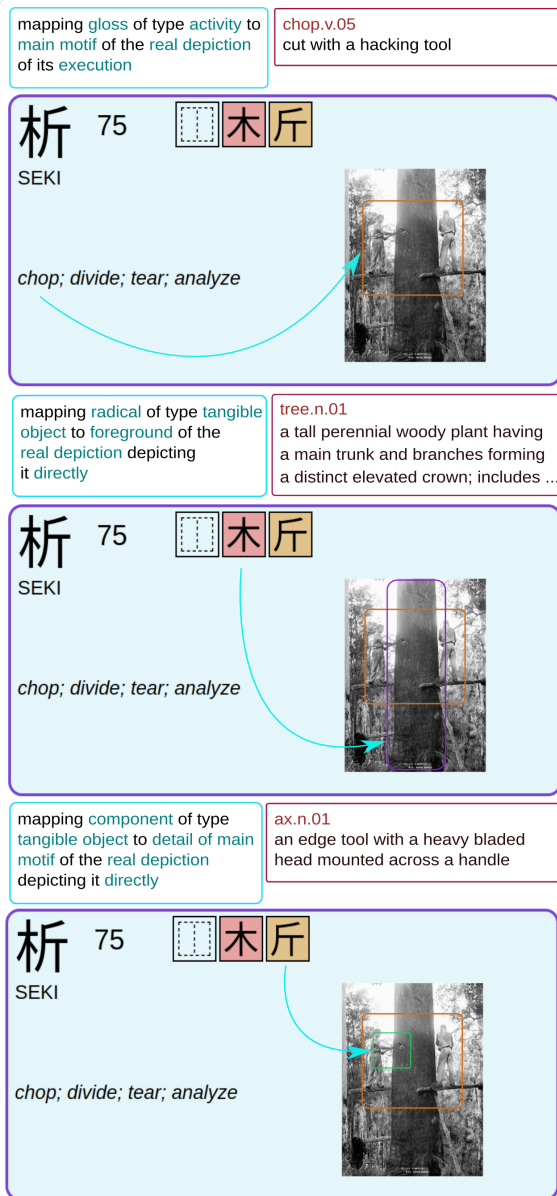 mapping gloss of type activity to
main motif of the real depiction
of its execution
chop.v.05
cut with a hacking tool
析 75 木 斤
SEKI
chop; divide; tear; analyze
mapping radical of type tangible
object to foreground of the
real depiction depicting
it directly
tree.n.01
a tall perennial woody plant having
a main trunk and branches forming
a distinct elevated crown; includes ...
析 75 木 斤
SEKI
chop; divide; tear; analyze
mapping component of type
tangible object to detail of main
motif of the real depiction
depicting it directly
ax.n.01
an edge tool with a heavy bladed
head mounted across a handle
析 75 木 斤
SEKI
chop; divide; tear; analyze